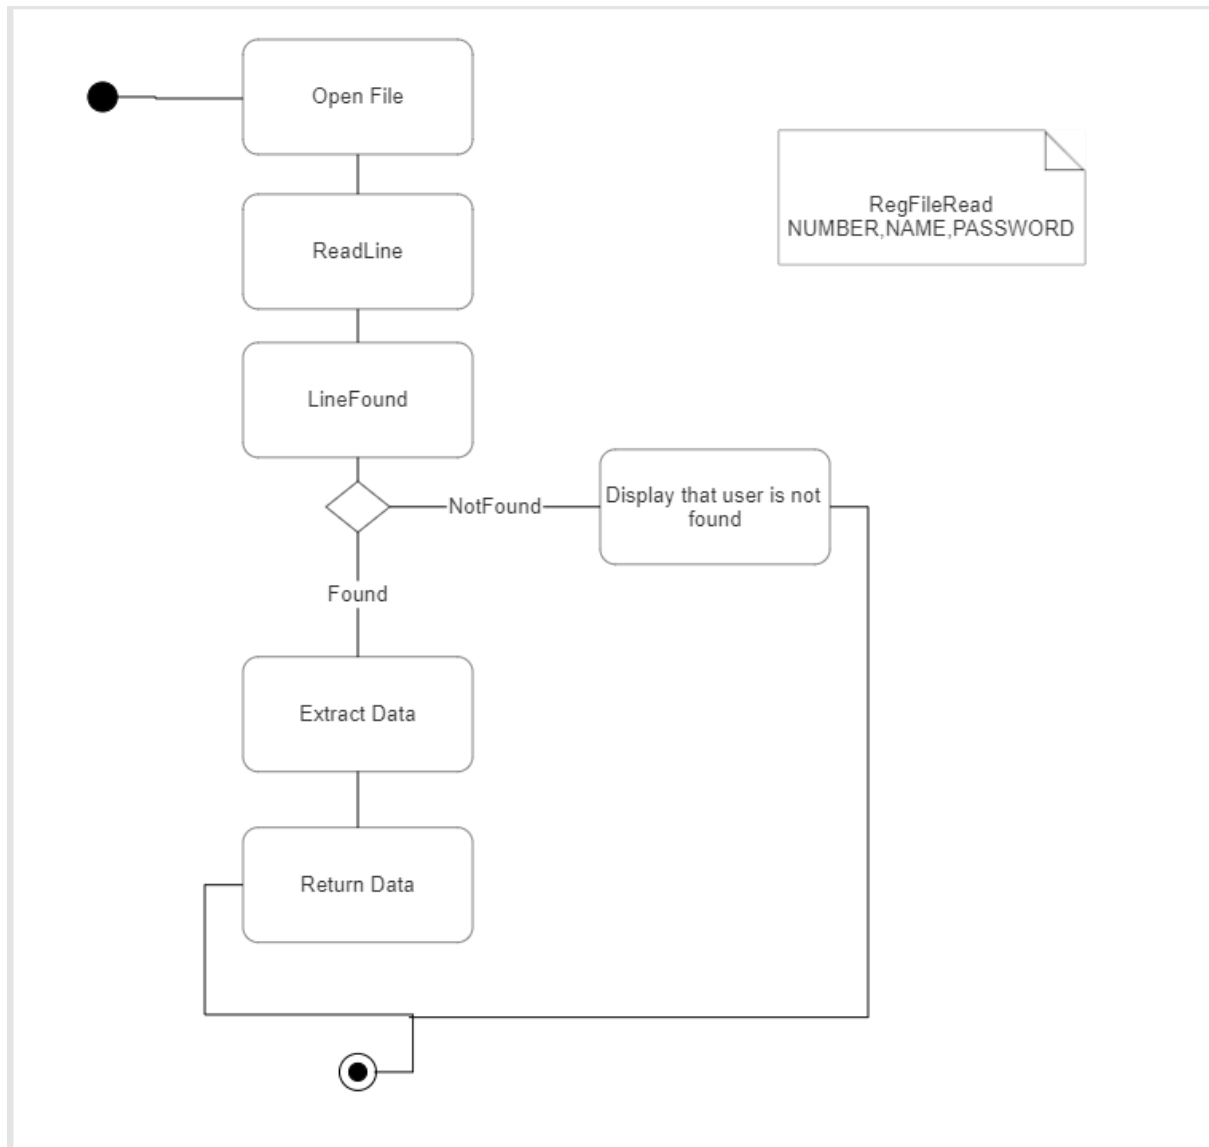 Open File
RegFileRead
NUMBER,NAME,PASSWORD
ReadLine
LineFound
NotFound
Display that user is not
found
Found
Extract Data
Return Data